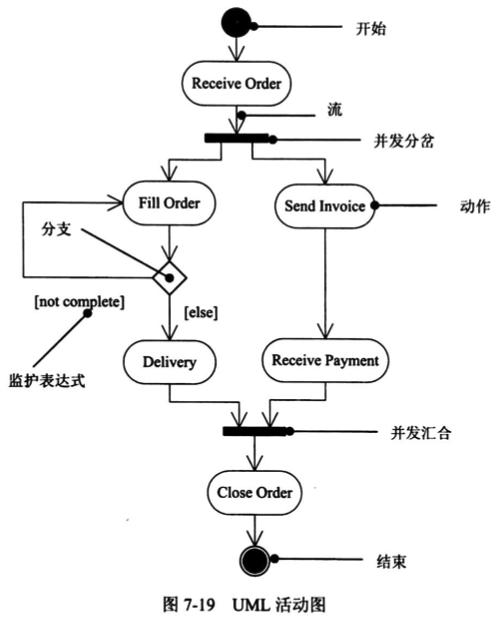 开始
Receive Order
流
并发分岔
Fill Order
Send Invoice
动作
分支
[not complete]
[else]
监护表达式
Delivery
Receive Payment
并发汇合
Close Order
结束
图 7-19 UML 活动图